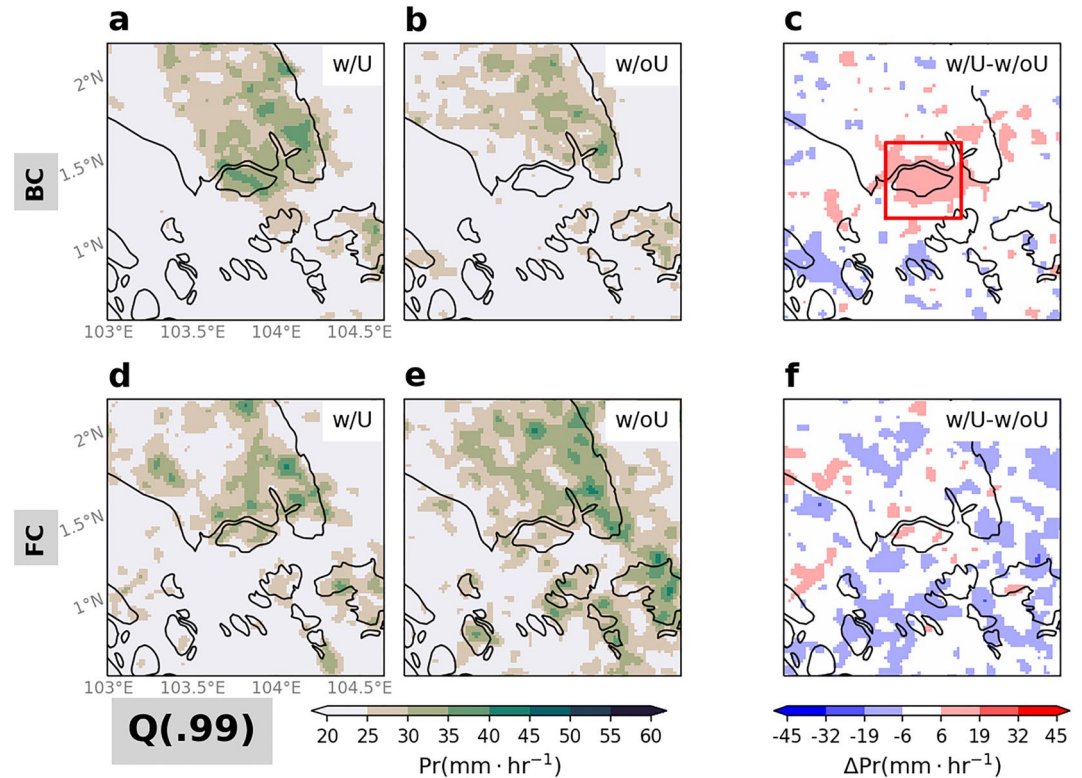 a
b
c
w/U
w/oU
w/U-w/oU
BC
2°N
1.5°N
1°N
103°E
103.5°E
104°E
104.5°E
d
e
f
w/U
w/oU
w/U-w/oU
FC
2°N
1.5°N
1°N
103°E
103.5°E
104°E
104.5°E
Q(.99)
20 25 30 35 40 45 50 55 60
Pr(mm · hr⁻¹)
-45 -32 -19 -6 6 19 32 45
ΔPr(mm · hr⁻¹)